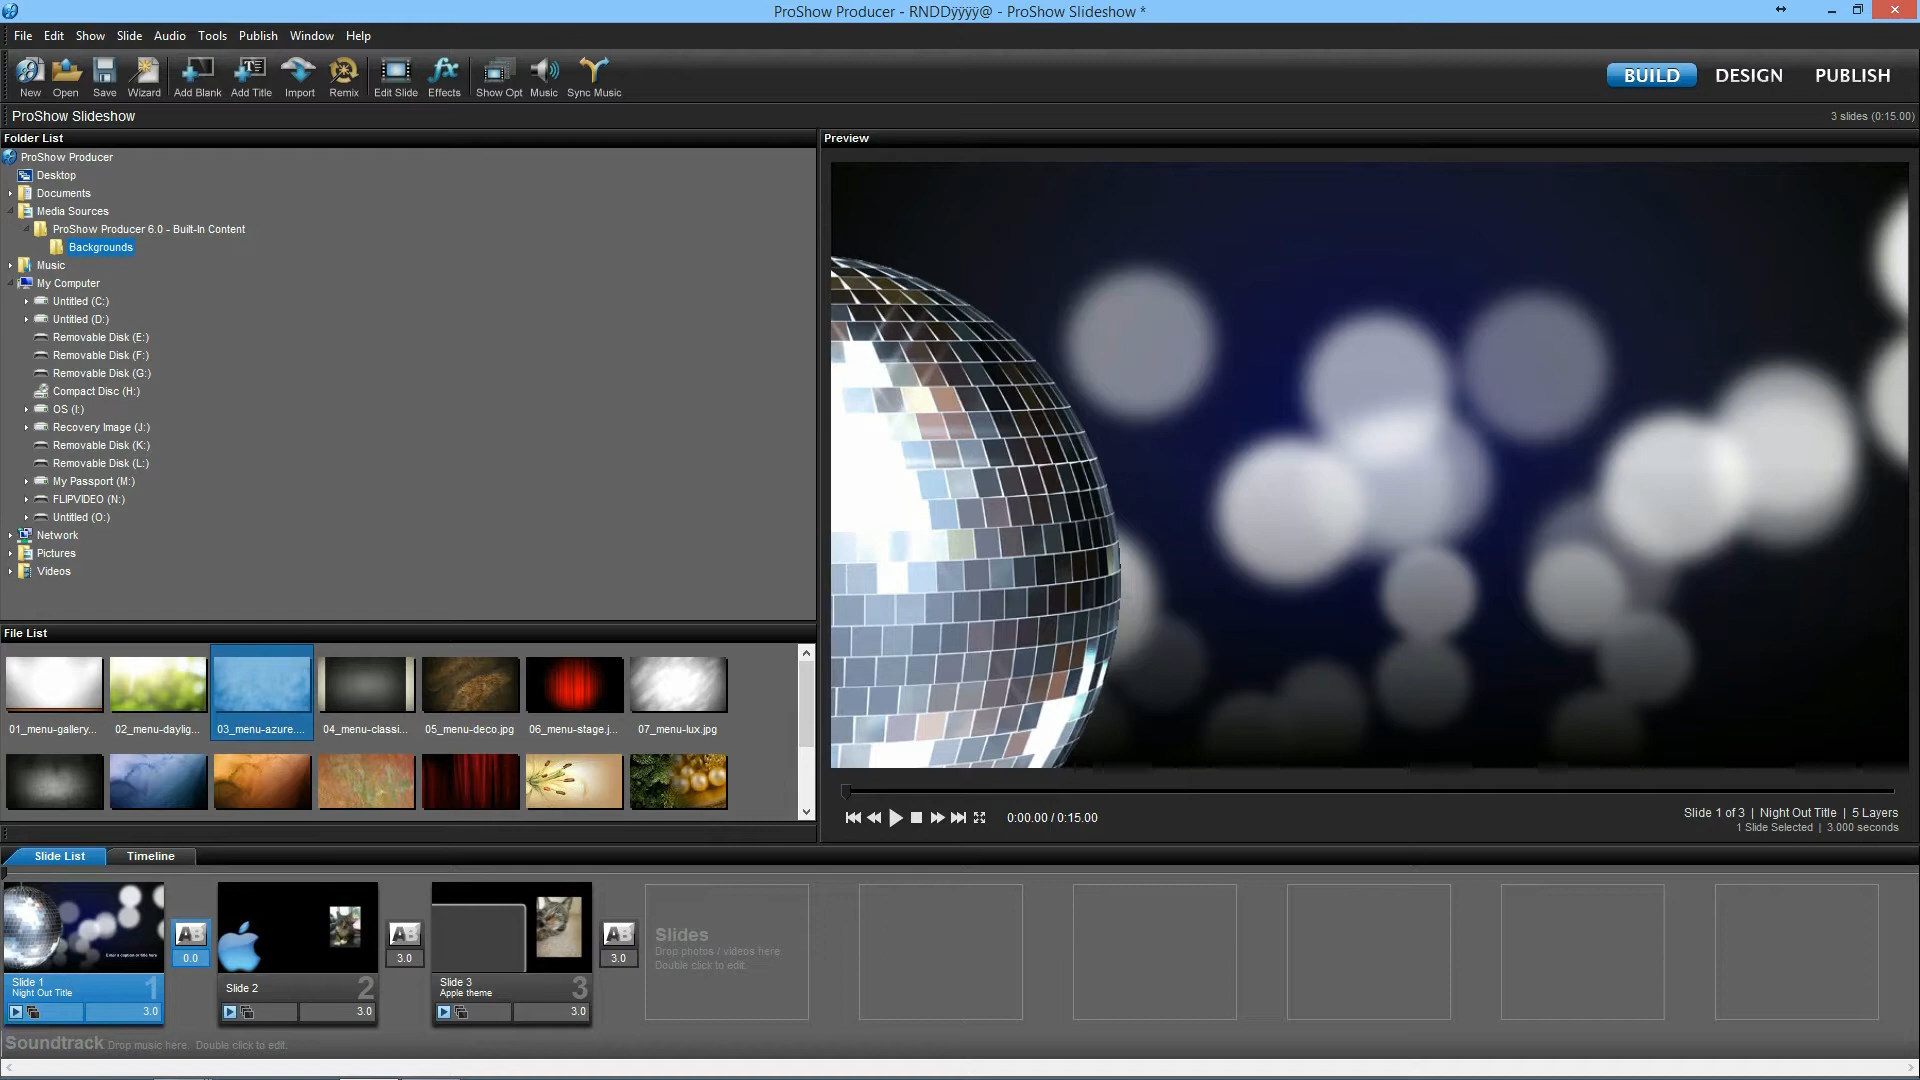 ProShow Producer - RNDDÿÿÿÿ@ - ProShow Slideshow *
File Edit Show Slide Audio Tools Publish Window Help
New Open Save Wizard Add Blank Add Title Import Remix Edit Slide Effects Show Opt Music Sync Music
BUILD DESIGN PUBLISH
ProShow Slideshow
3 slides (0:15.00)
Folder List
ProShow Producer
Desktop
Documents
Media Sources
ProShow Producer 6.0 - Built-In Content
Backgrounds
Music
My Computer
Untitled (C:)
Untitled (D:)
Removable Disk (E:)
Removable Disk (F:)
Removable Disk (G:)
Compact Disc (H:)
OS (I:)
Recovery Image (J:)
Removable Disk (K:)
Removable Disk (L:)
My Passport (M:)
FLIPVIDEO (N:)
Untitled (O:)
Network
Pictures
Videos
File List
01_menu-gallery... 02_menu-daylig... 03_menu-azure.... 04_menu-classi... 05_menu-deco.jpg 06_menu-stage.j... 07_menu-lux.jpg
Preview
0:00.00 / 0:15.00
Slide 1 of 3 | Night Out Title | 5 Layers
1 Slide Selected | 3.000 seconds
Slide List Timeline
Enter a caption or title here
AB
0.0
Slide 1
Night Out Title
1
3.0
AB
3.0
Slide 2
2
3.0
AB
3.0
Slide 3
Apple theme
3
3.0
Slides
Drop photos / videos here.
Double click to edit.
Soundtrack Drop music here. Double click to edit.